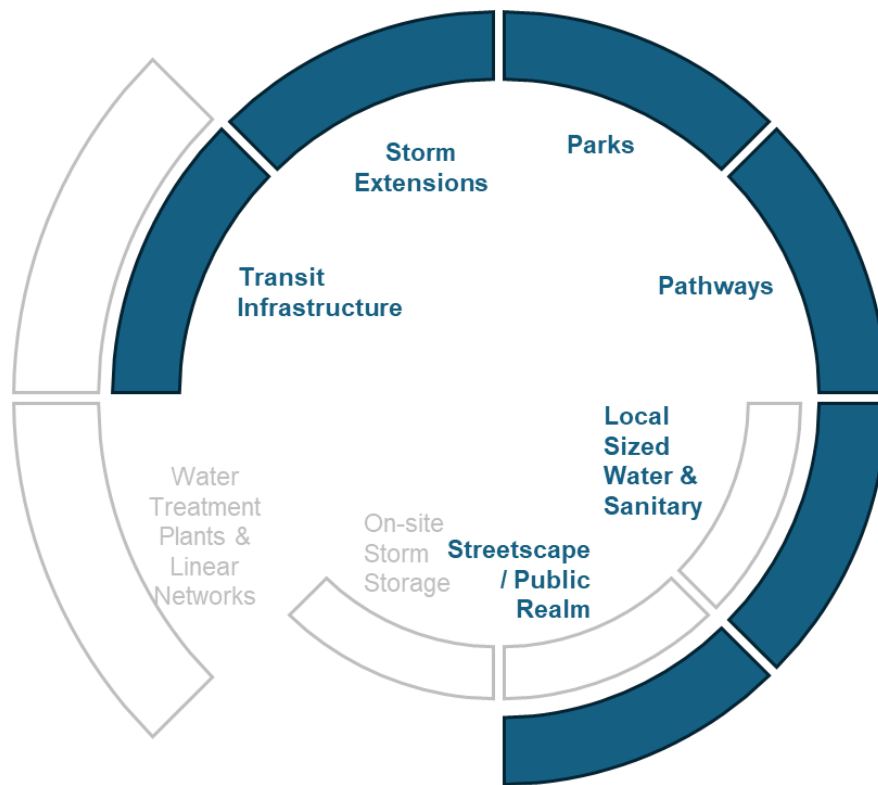 Storm
Extensions
Parks
Transit
Infrastructure
Pathways
Local
Sized
Water &
Sanitary
Water
Treatment
Plants &
Linear
Networks
On-site
Storm
Storage
Streetscape
/ Public
Realm